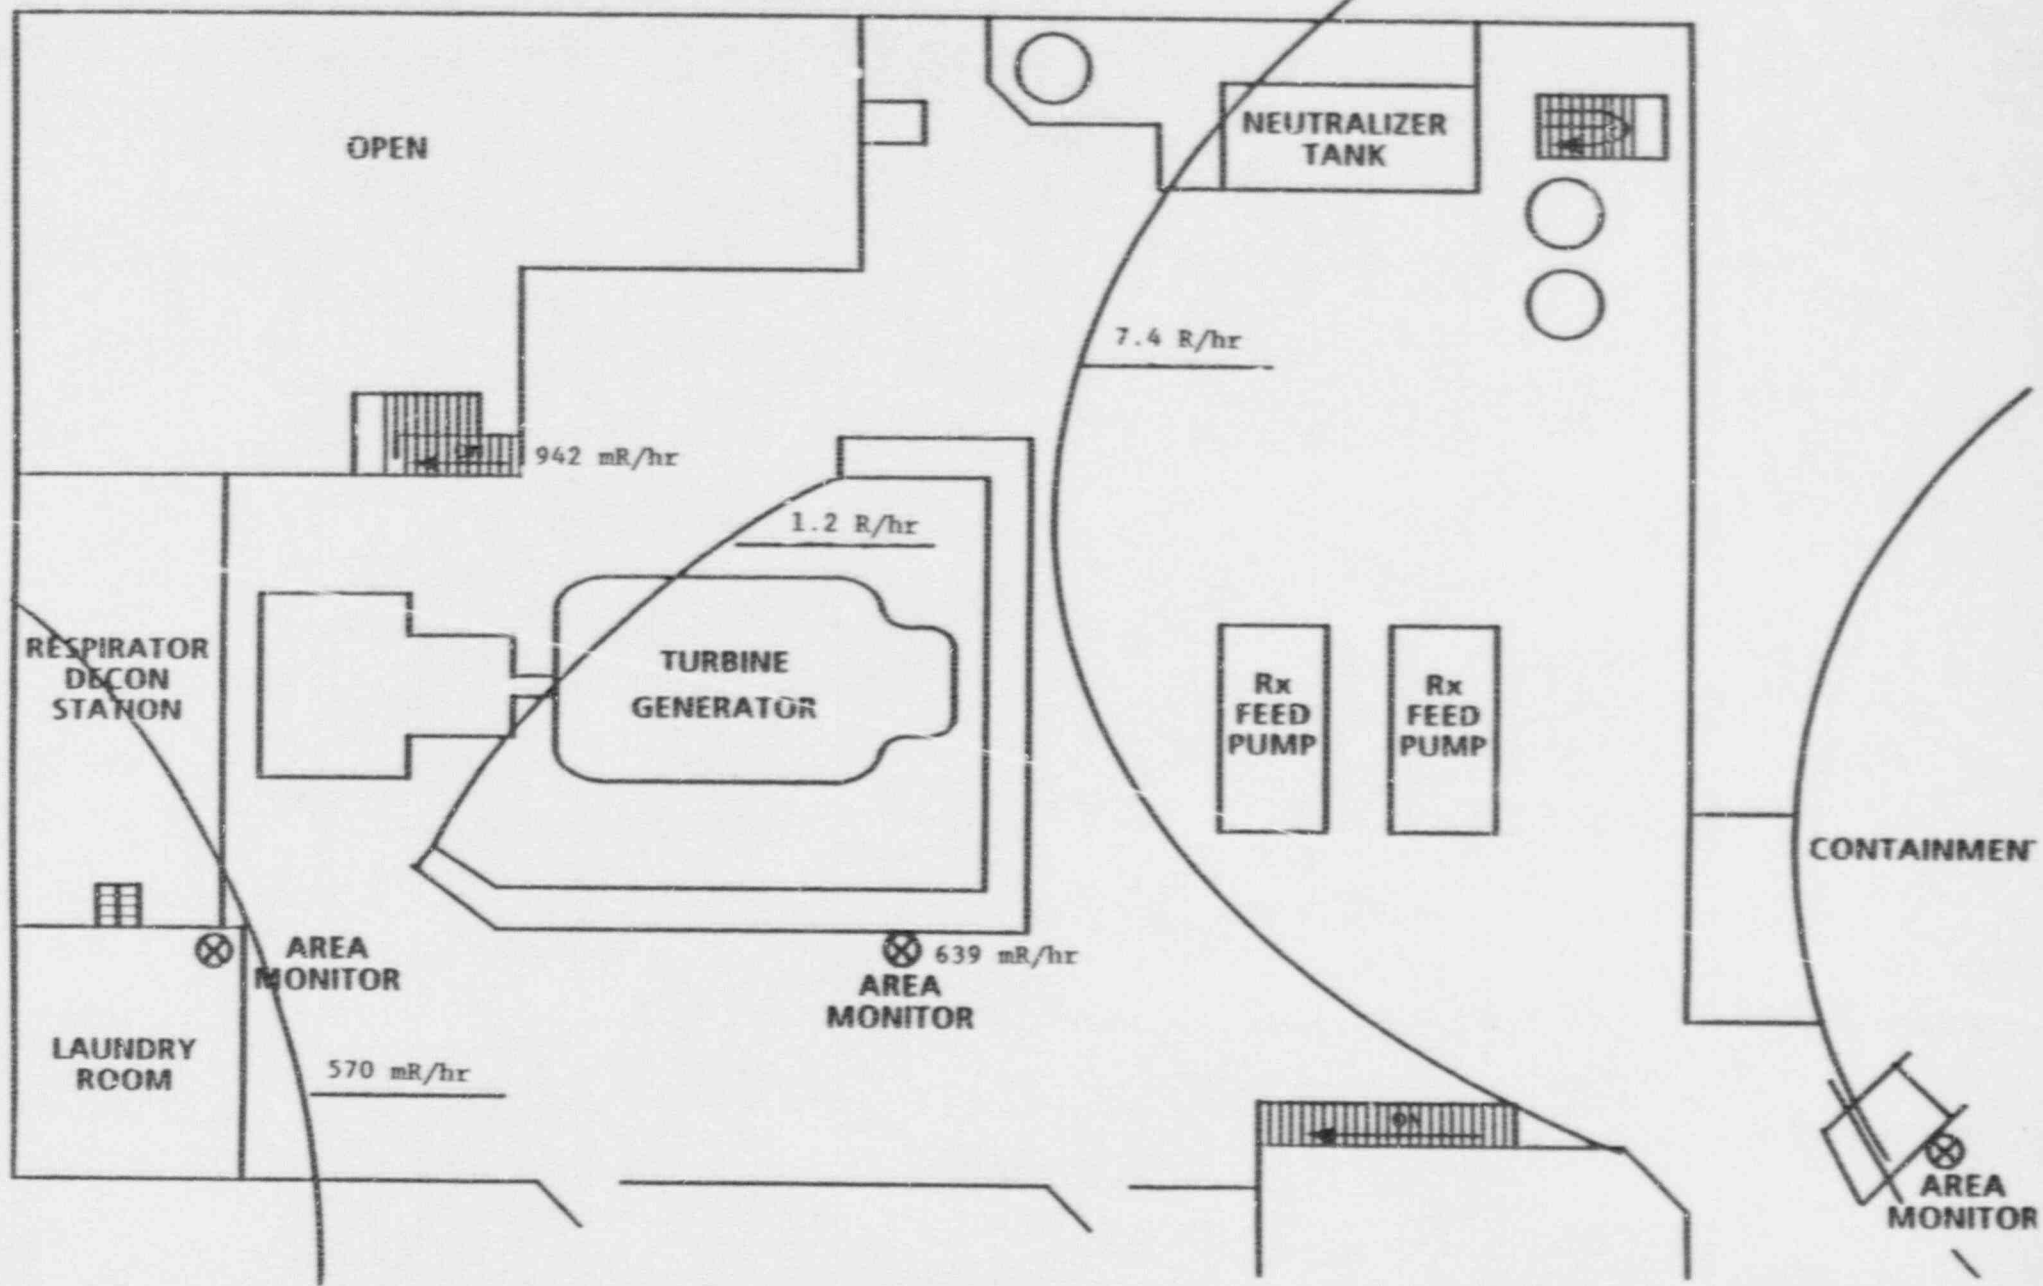 OPEN
NEUTRALIZER
TANK
7.4 R/hr
942 mR/hr
DN
1.2 R/hr
RESPIRATOR
DECON
STATION
TURBINE
GENERATOR
Rx
FEED
PUMP
Rx
FEED
PUMP
CONTAINMEN
AREA
MONITOR
639 mR/hr
AREA
MONITOR
LAUNDRY
ROOM
570 mR/hr
DN
AREA
MONITOR